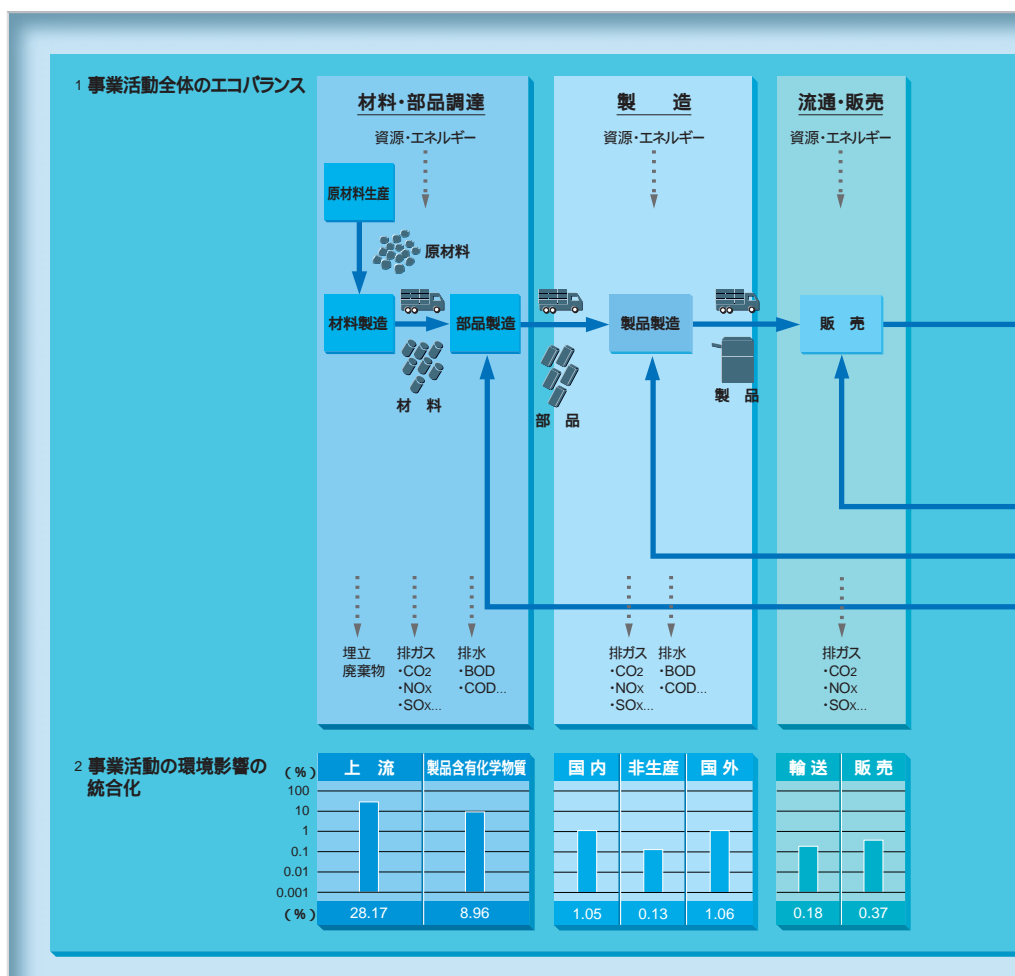 1 事業活動全体のエコバランス
材料・部品調達
資源・エネルギー
原材料生産
原材料
材料製造
部品製造
材 料
部 品
埋立
廃棄物
排ガス
・CO2
・NOX
・SOX...
排水
・BOD
・COD...
製 造
資源・エネルギー
製品製造
製 品
排ガス
・CO2
・NOX
・SOX...
排水
・BOD
・COD...
流通・販売
資源・エネルギー
販 売
排ガス
・CO2
・NOX
・SOX...
2 事業活動の環境影響の
統合化
(%)
100
10
1
0.1
0.01
0.001
(%)
上 流 製品含有化学物質
28.17 8.96
国 内 非生産 国 外
1.05 0.13 1.06
輸 送 販 売
0.18 0.37